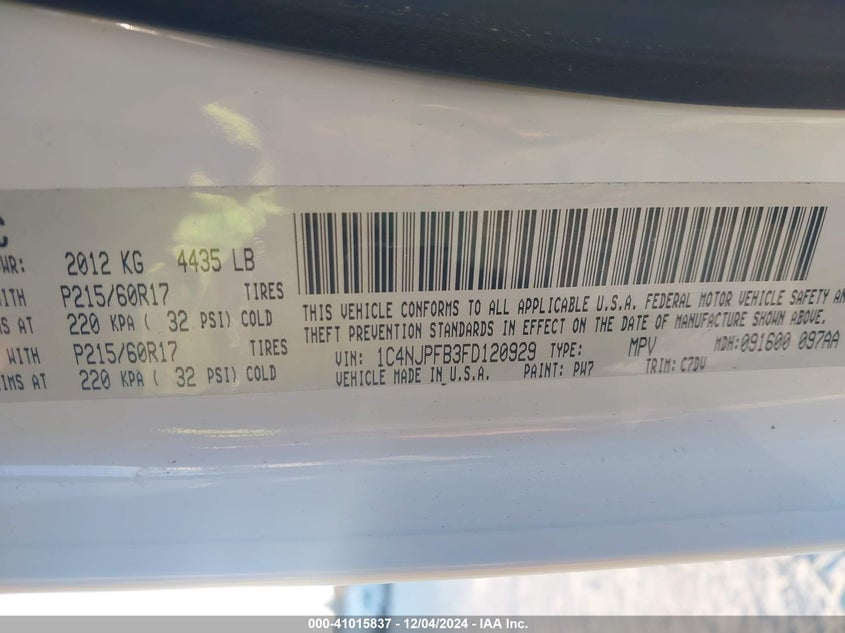 C
WR: 2012 KG 4435 LB
WITH P215/60R17 TIRES
MS AT 220 KPA ( 32 PSI) COLD
WITH P215/60R17 TIRES
RIMS AT 220 KPA ( 32 PSI) COLD
THIS VEHICLE CONFORMS TO ALL APPLICABLE U.S.A. FEDERAL MOTOR VEHICLE SAFETY AN
THEFT PREVENTION STANDARDS IN EFFECT ON THE DATE OF MANUFACTURE SHOWN ABOVE.
VIN: 1C4NJPFB3FD120929 TYPE: MPV MDH:091600 097AA
VEHICLE MADE IN U.S.A. PAINT: PW7 TRIM: C7DV
000-41015837 - 12/04/2024 - IAA Inc.